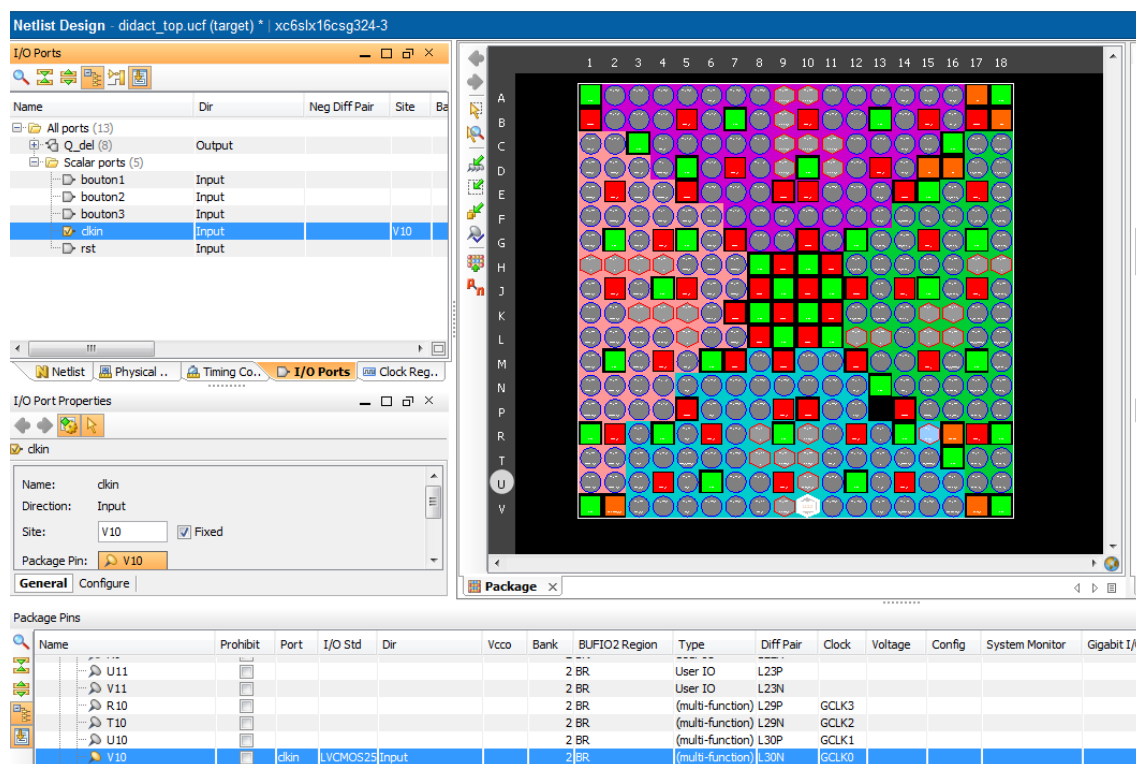 Netlist Design - didact_top.ucf (target) * | xc6slx16csg324-3
I/O Ports
Name Dir Neg Diff Pair Site Ba
All ports (13)
Q_del (8) Output
Scalar ports (5)
bouton1 Input
bouton2 Input
bouton3 Input
clkin Input V10
rst Input
Netlist Physical .. Timing Co.. I/O Ports Clock Reg..
I/O Port Properties
clkin
Name: clkin
Direction: Input
Site: V10 Fixed
Package Pin: V10
General Configure
1 2 3 4 5 6 7 8 9 10 11 12 13 14 15 16 17 18
A
B
C
D
E
F
G
H
J
K
L
M
N
P
R
T
U
V
Package
Package Pins
Name Prohibit Port I/O Std Dir Vcco Bank BUFIO2 Region Type Diff Pair Clock Voltage Config System Monitor Gigabit I/
U11 2 BR User IO L23P
V11 2 BR User IO L23N
R10 2 BR (multi-function) L29P GCLK3
T10 2 BR (multi-function) L29N GCLK2
U10 2 BR (multi-function) L30P GCLK1
V10 clkin LVCMOS25 Input 2 BR (multi-function) L30N GCLK0